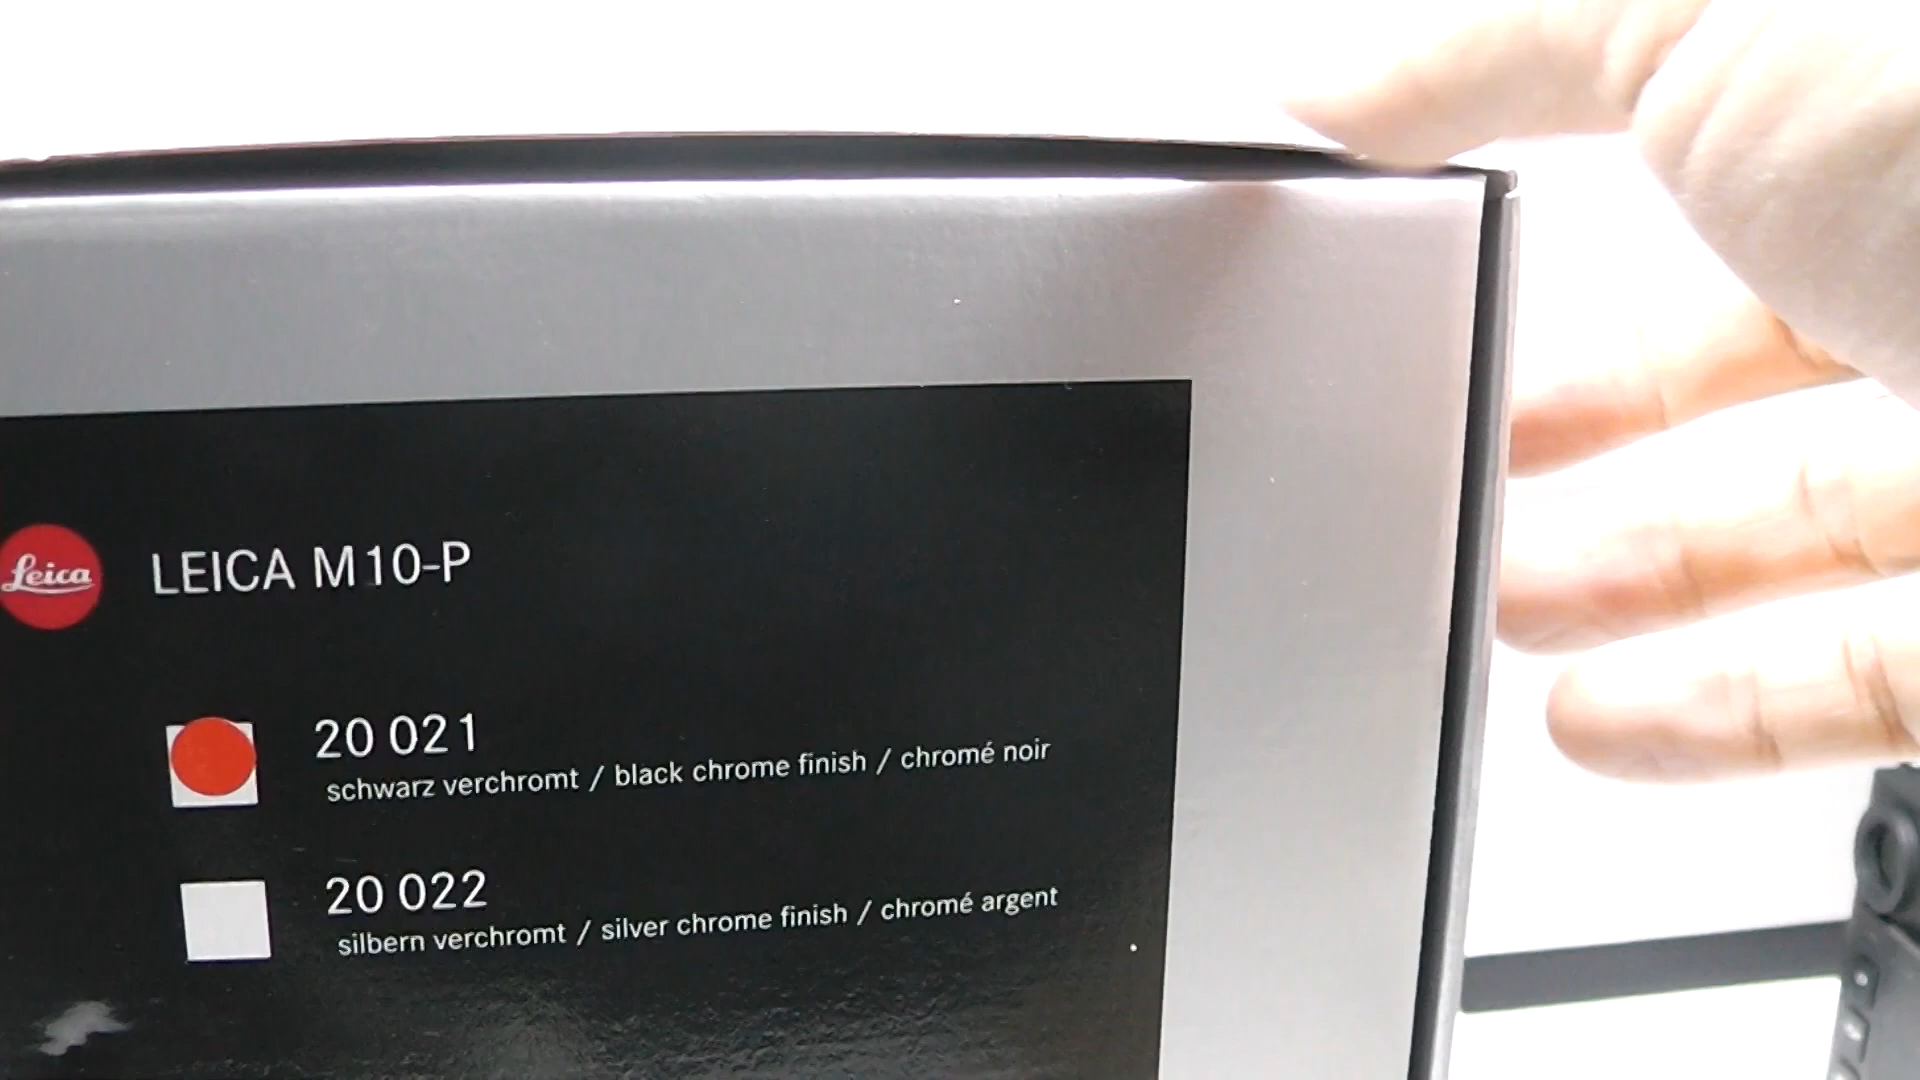 Leica
LEICA M10-P
20 021
schwarz verchromt / black chrome finish / chromé noir
20 022
silbern verchromt / silver chrome finish / chromé argent